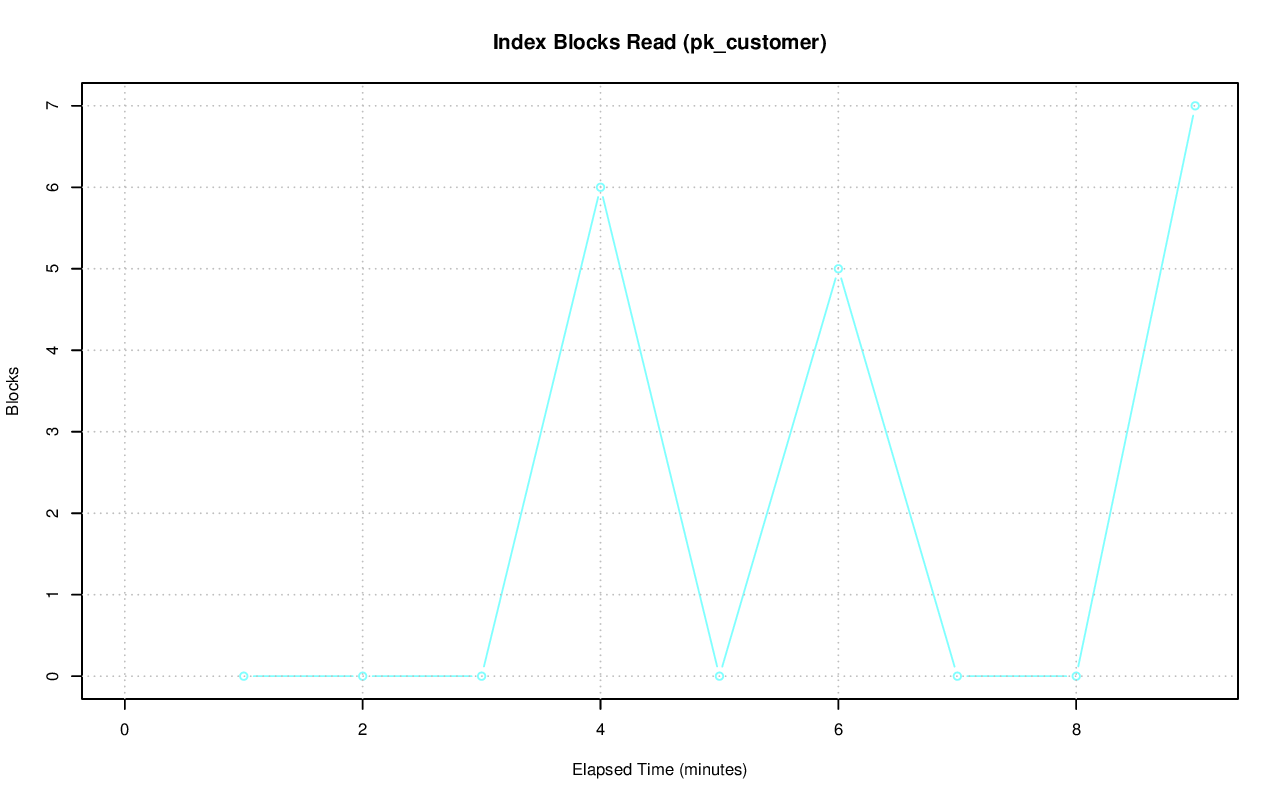 Index Blocks Read (pk_customer)
7
6
5
4
3
2
1
0
Blocks
0 2 4 6 8
Elapsed Time (minutes)